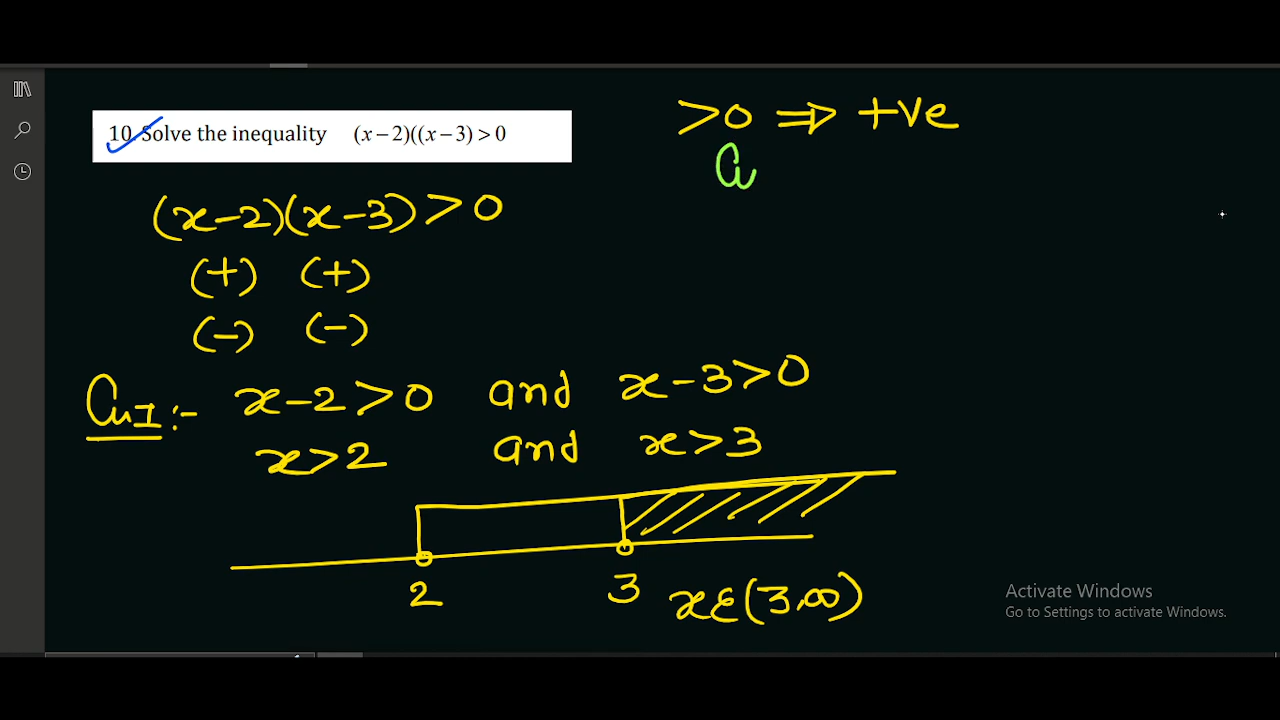 10. Solve the inequality (x−2)((x−3) > 0
>0 ⇒ +ve
(x−2)(x−3) > 0
(+) (+)
(−) (−)
x−2 > 0 and x−3 > 0
x>2 and x>3
2 3 x∈(3,∞)
Activate Windows
Go to Settings to activate Windows.